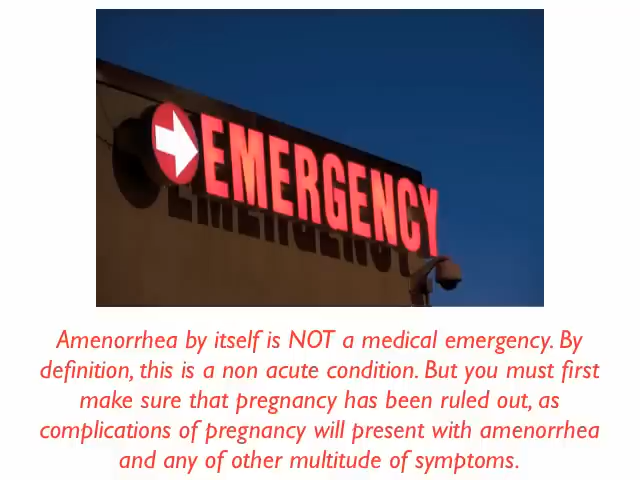 EMERGENCY
Amenorrhea by itself is NOT a medical emergency. By
definition, this is a non acute condition. But you must first
make sure that pregnancy has been ruled out, as
complications of pregnancy will present with amenorrhea
and any of other multitude of symptoms.